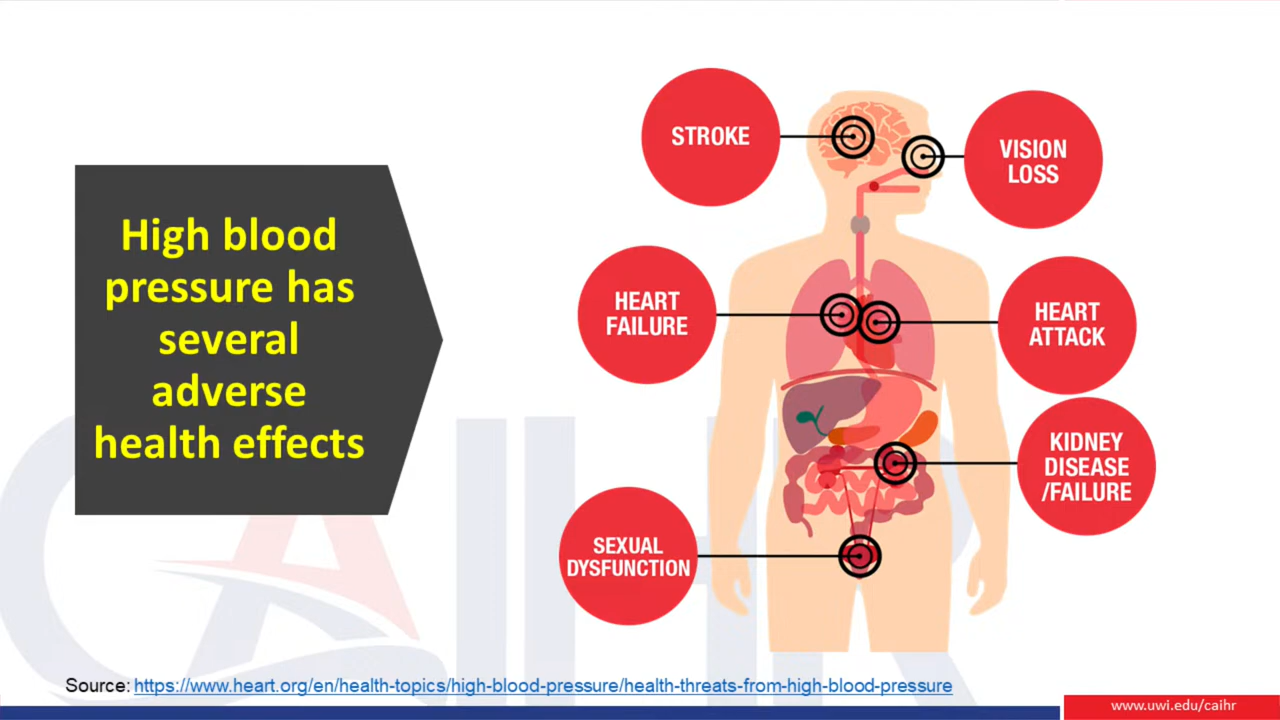 High blood
pressure has
several
adverse
health effects
STROKE
VISION
LOSS
HEART
FAILURE
HEART
ATTACK
KIDNEY
DISEASE
/FAILURE
SEXUAL
DYSFUNCTION
CAIHR
Source: https://www.heart.org/en/health-topics/high-blood-pressure/health-threats-from-high-blood-pressure
www.uwi.edu/caihr